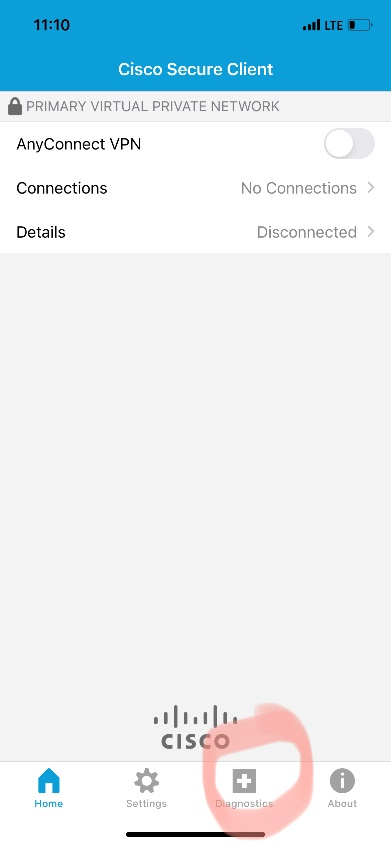 11:10
LTE
Cisco Secure Client
PRIMARY VIRTUAL PRIVATE NETWORK
AnyConnect VPN
Connections No Connections
Details Disconnected
CISCO
Home Settings Diagnostics About